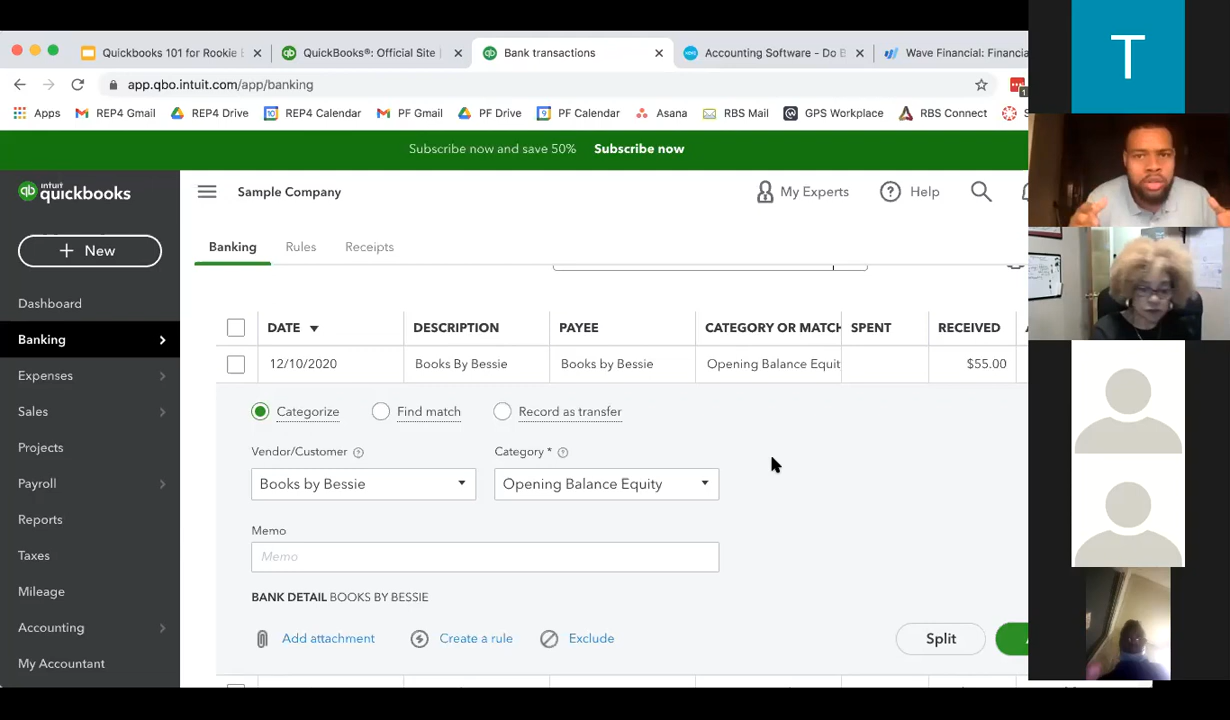 Quickbooks 101 for Rookie
QuickBooks®: Official Site |
Bank transactions
Accounting Software - Do B
Wave Financial: Financia
T
app.qbo.intuit.com/app/banking
1
Apps
REP4 Gmail
REP4 Drive
REP4 Calendar
PF Gmail
PF Drive
PF Calendar
Asana
RBS Mail
GPS Workplace
RBS Connect
Subscribe now and save 50% Subscribe now
intuit
quickbooks
Sample Company
My Experts
Help
+ New
Banking
Rules
Receipts
Dashboard
Banking
Expenses
Sales
Projects
Payroll
Reports
Taxes
Mileage
Accounting
My Accountant
DATE DESCRIPTION PAYEE CATEGORY OR MATCH SPENT RECEIVED
12/10/2020 Books By Bessie Books by Bessie Opening Balance Equit $55.00
Categorize Find match Record as transfer
Vendor/Customer Category *
Books by Bessie Opening Balance Equity
Memo
Memo
BANK DETAIL BOOKS BY BESSIE
Add attachment Create a rule Exclude Split